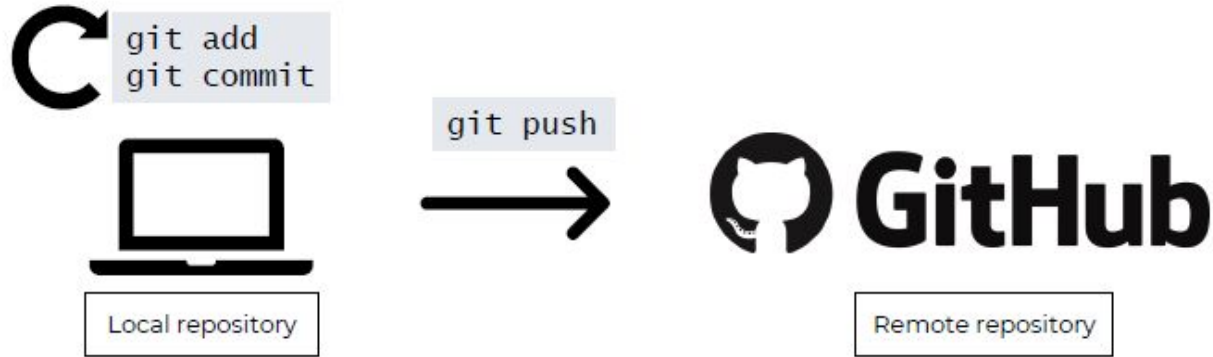 git add
git commit
git push
GitHub
Local repository
Remote repository